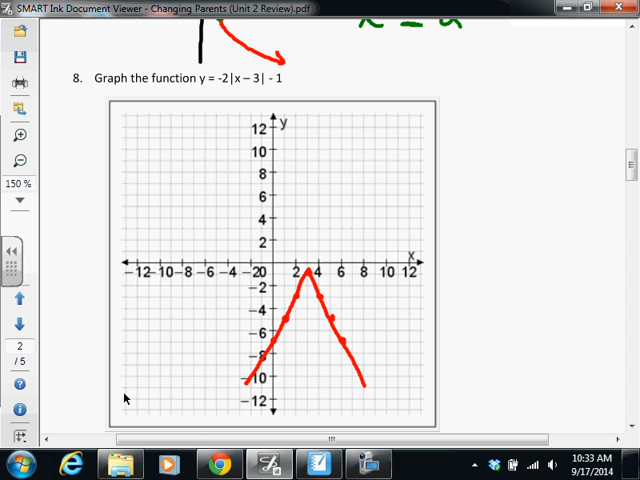 SMART Ink Document Viewer - Changing Parents (Unit 2 Review).pdf
8. Graph the function y = -2|x – 3| - 1
y
12
10
8
6
4
2
x
−12 −10 −8 −6 −4 −2 0 2 4 6 8 10 12
−2
−4
−6
−8
−10
−12
150 %
2
/ 5
10:33 AM
9/17/2014